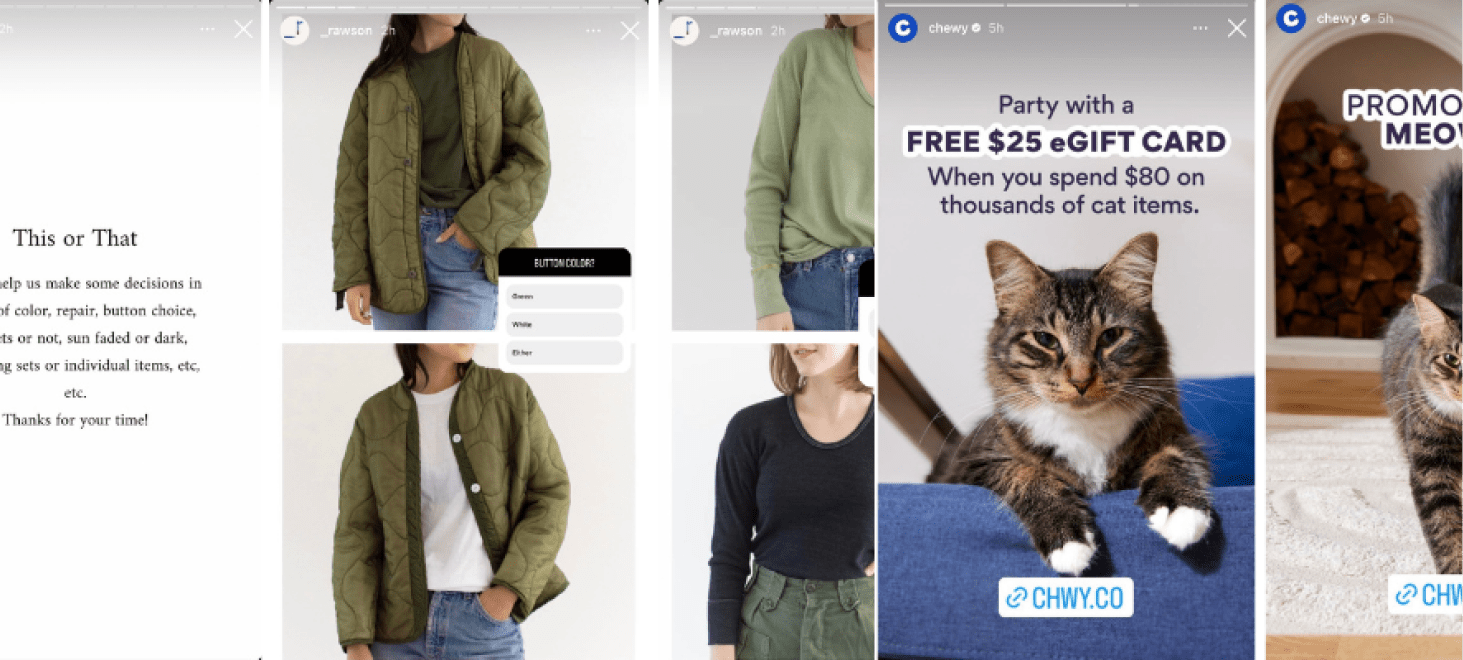 2h
This or That
elp us make some decisions in
of color, repair, button choice,
ts or not, sun faded or dark,
ng sets or individual items, etc,
etc.
Thanks for your time!
_rawson 2h
BUTTON COLOR?
Green
White
Either
_rawson 2h
chewy 5h
Party with a
FREE $25 eGIFT CARD
When you spend $80 on
thousands of cat items.
CHWY.CO
chewy 5h
PROMO
MEOW
CHW